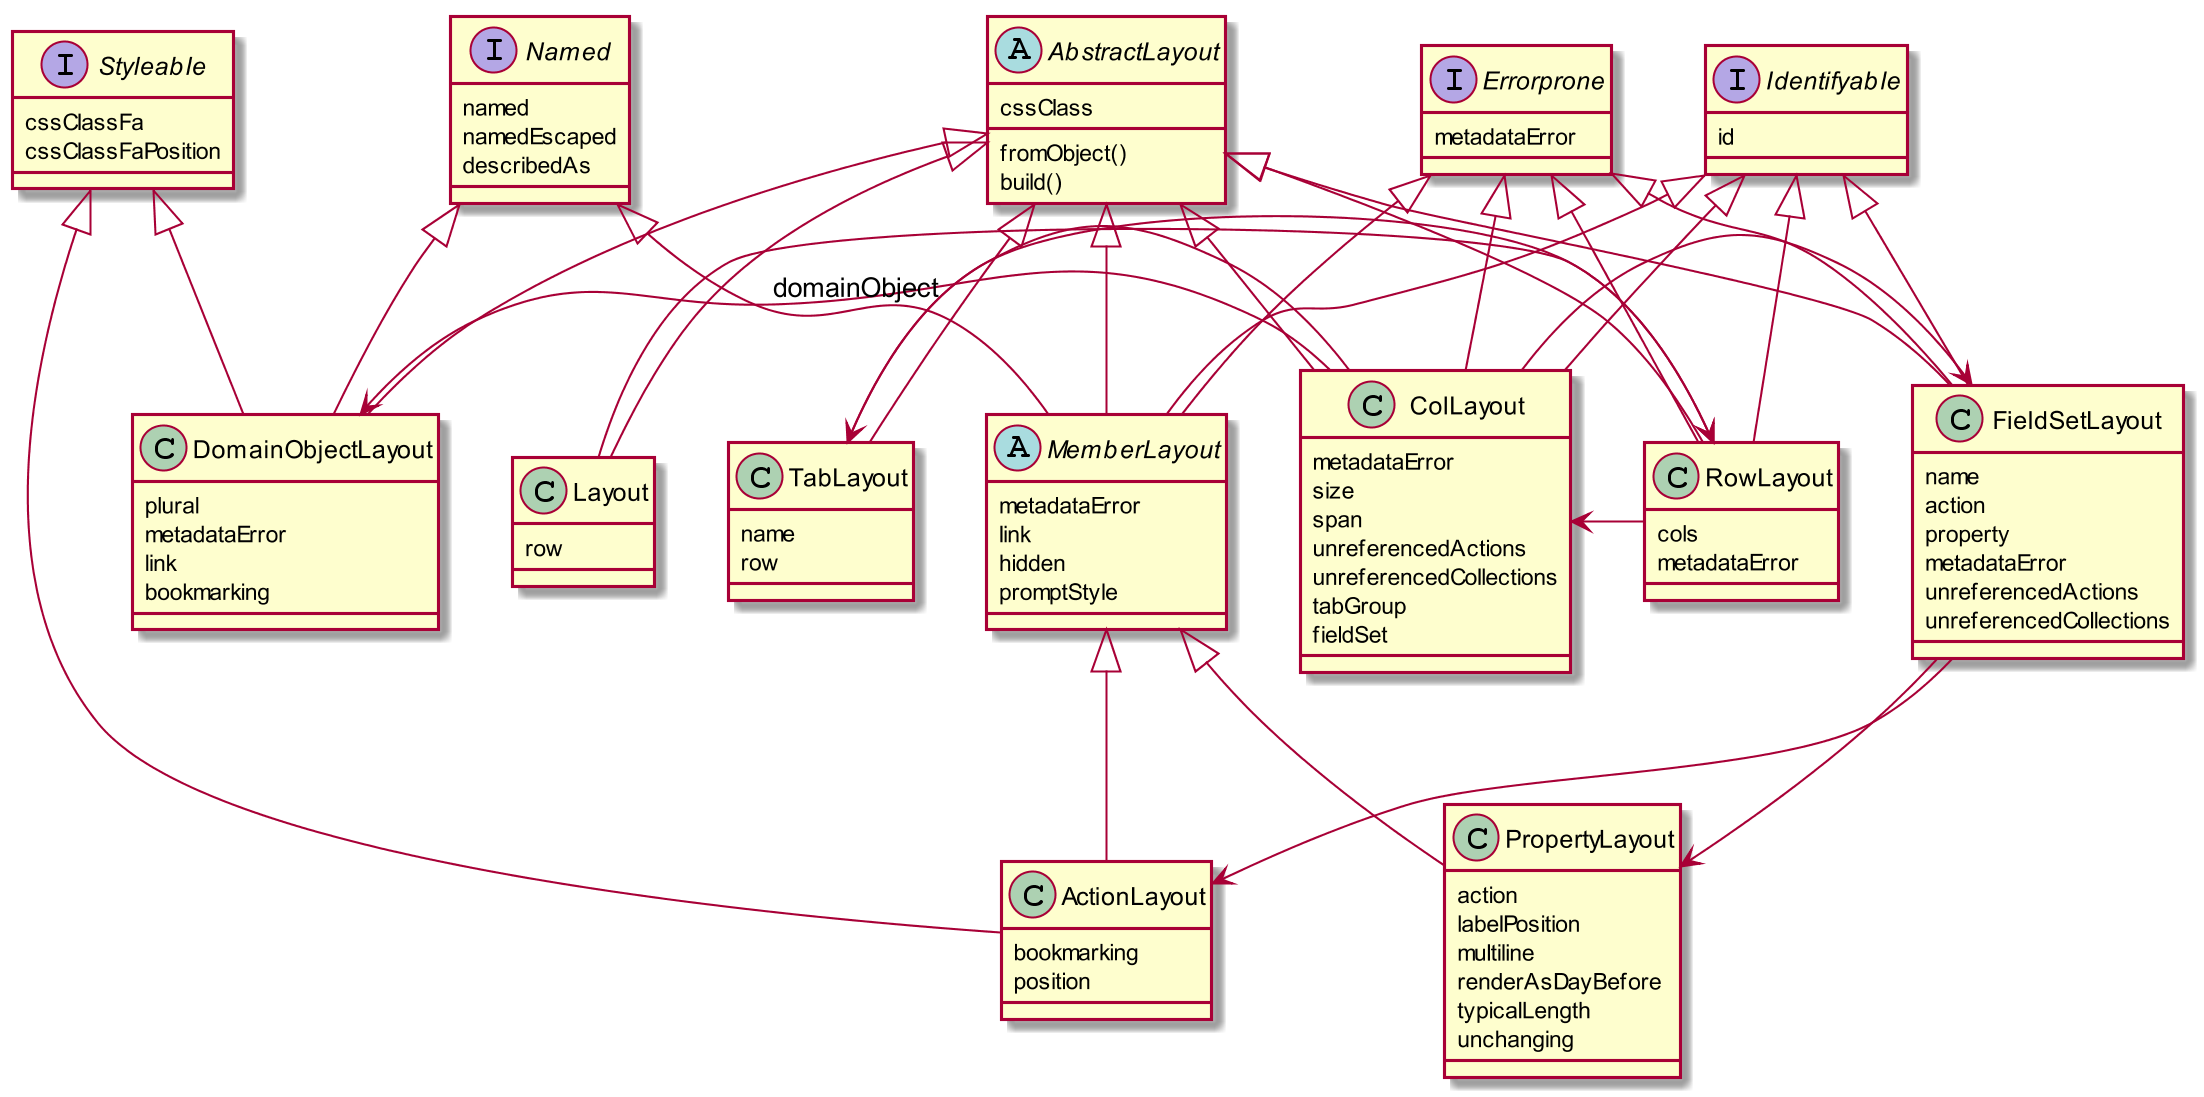 I Styleable
cssClassFa
cssClassFaPosition
I Named
named
namedEscaped
describedAs
A AbstractLayout
cssClass
fromObject()
build()
I Errorprone
metadataError
I Identifyable
id
domainObject
C DomainObjectLayout
plural
metadataError
link
bookmarking
C Layout
row
C TabLayout
name
row
A MemberLayout
metadataError
link
hidden
promptStyle
C ColLayout
metadataError
size
span
unreferencedActions
unreferencedCollections
tabGroup
fieldSet
C RowLayout
cols
metadataError
C FieldSetLayout
name
action
property
metadataError
unreferencedActions
unreferencedCollections
C ActionLayout
bookmarking
position
C PropertyLayout
action
labelPosition
multiline
renderAsDayBefore
typicalLength
unchanging